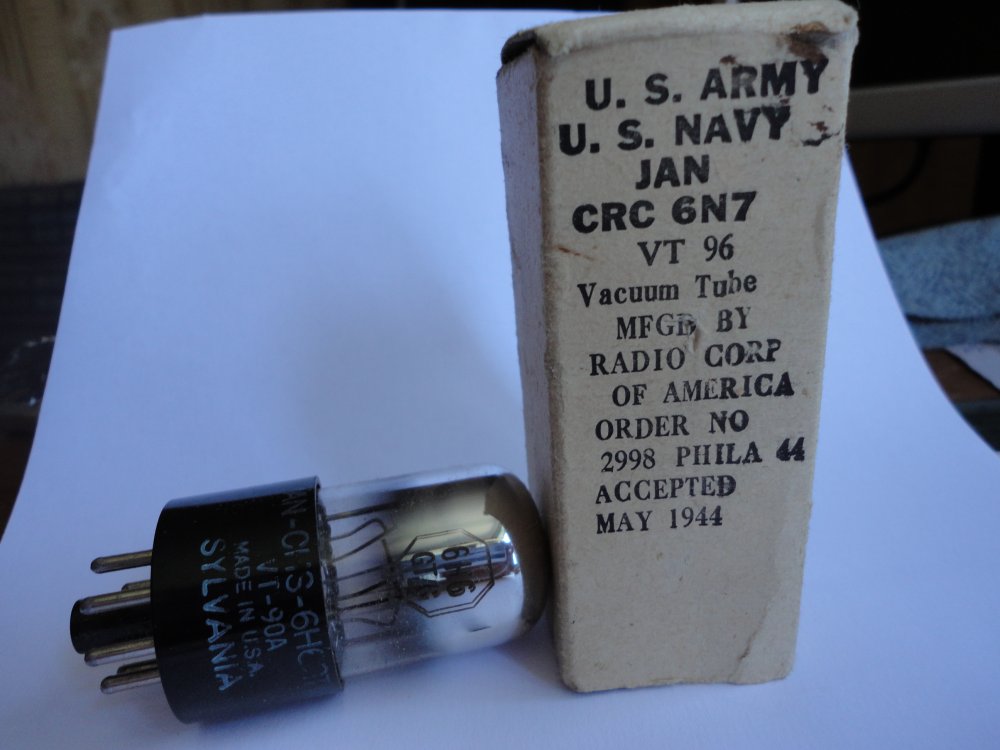 U. S. ARMY
U. S. NAVY
JAN
CRC 6N7
VT 96
Vacuum Tube
MFGD BY
RADIO CORP
OF AMERICA
ORDER NO
2998 PHILA 44
ACCEPTED
MAY 1944
6H6
VT-90A
MADE IN U.S.A.
SYLVANIA